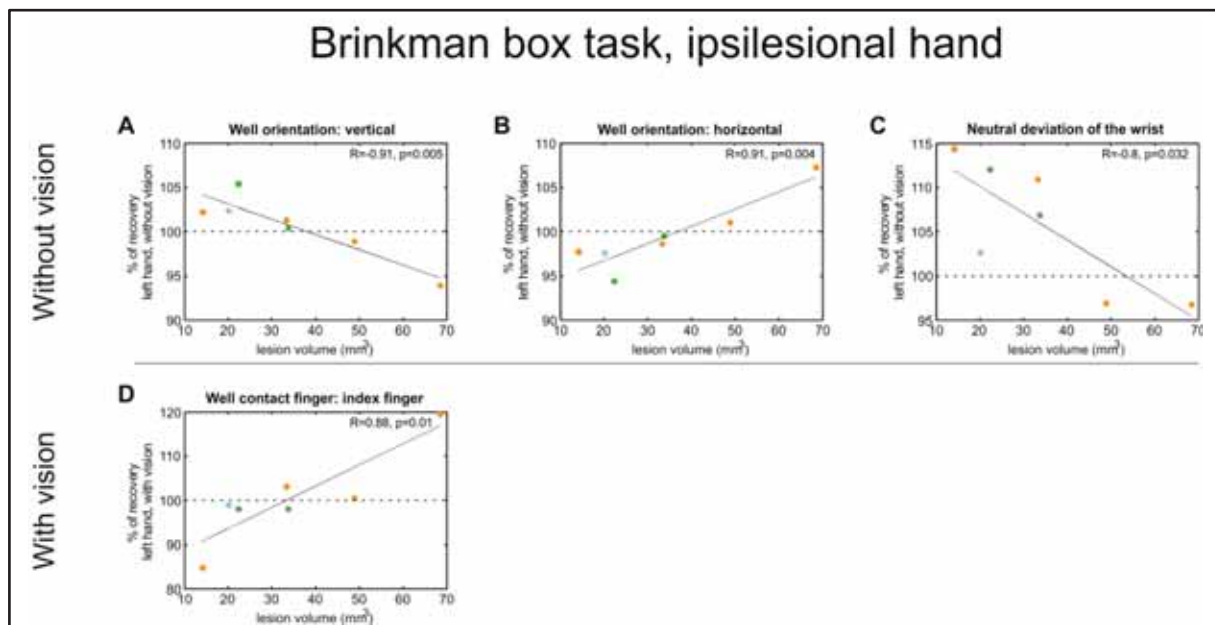 Brinkman box task, ipsilesional hand
Without vision
A
Well orientation: vertical
R=-0.91, p=0.005
110
105
100
95
90
% of recovery
left hand, without vision
10 20 30 40 50 60 70
lesion volume (mm³)
B
Well orientation: horizontal
R=0.91, p=0.004
110
105
100
95
90
% of recovery
left hand, without vision
10 20 30 40 50 60 70
lesion volume (mm³)
C
Neutral deviation of the wrist
R=-0.8, p=0.032
115
110
105
100
95
% of recovery
left hand, without vision
10 20 30 40 50 60 70
lesion volume (mm³)
With vision
D
Well contact finger: index finger
R=0.88, p=0.01
120
110
100
90
80
% of recovery
left hand, with vision
10 20 30 40 50 60 70
lesion volume (mm³)